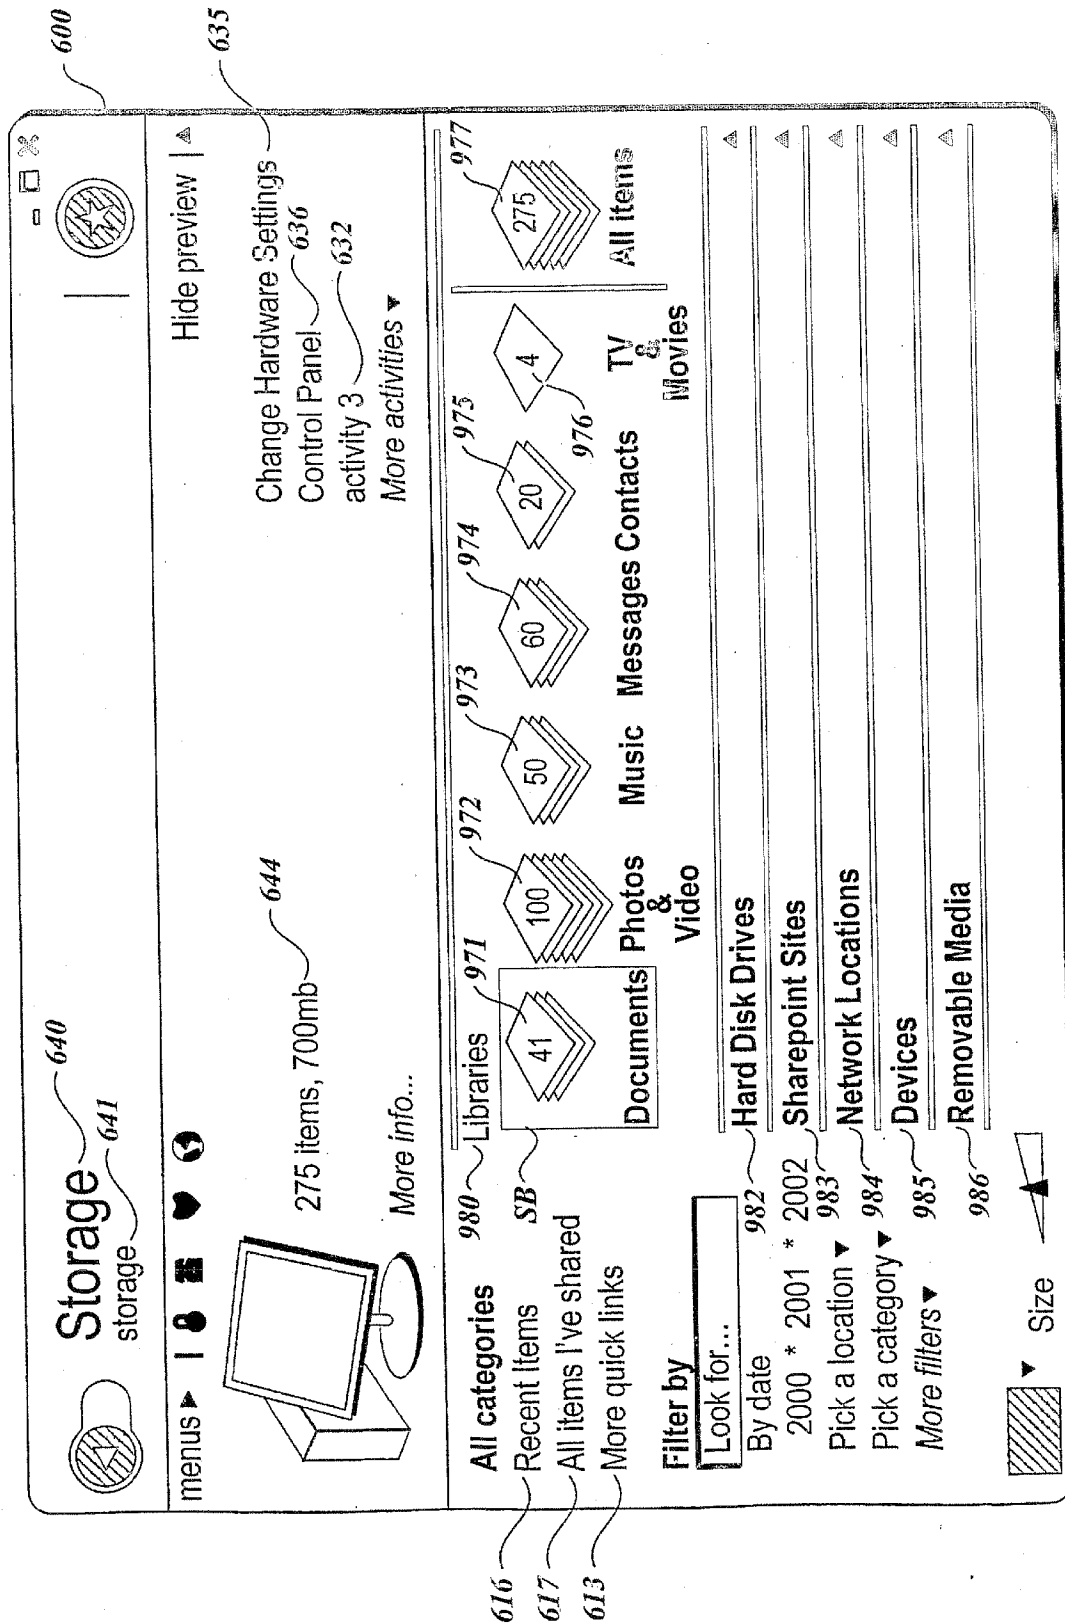 600
Storage 640
storage 641
menus
Hide preview
635
275 items, 700mb 644
More info...
Change Hardware Settings
Control Panel 636
activity 3 632
More activities
All categories
616 Recent Items
617 All items I've shared
613 More quick links
Filter by
Look for...
By date
2000 * 2001 * 2002
Pick a location
Pick a category
More filters
Size
980 Libraries
SB
971 972 973 974 975 976 977
41 100 50 60 20 4 275
Documents Photos & Video Music Messages Contacts TV & Movies All items
982 Hard Disk Drives
983 Sharepoint Sites
984 Network Locations
985 Devices
986 Removable Media